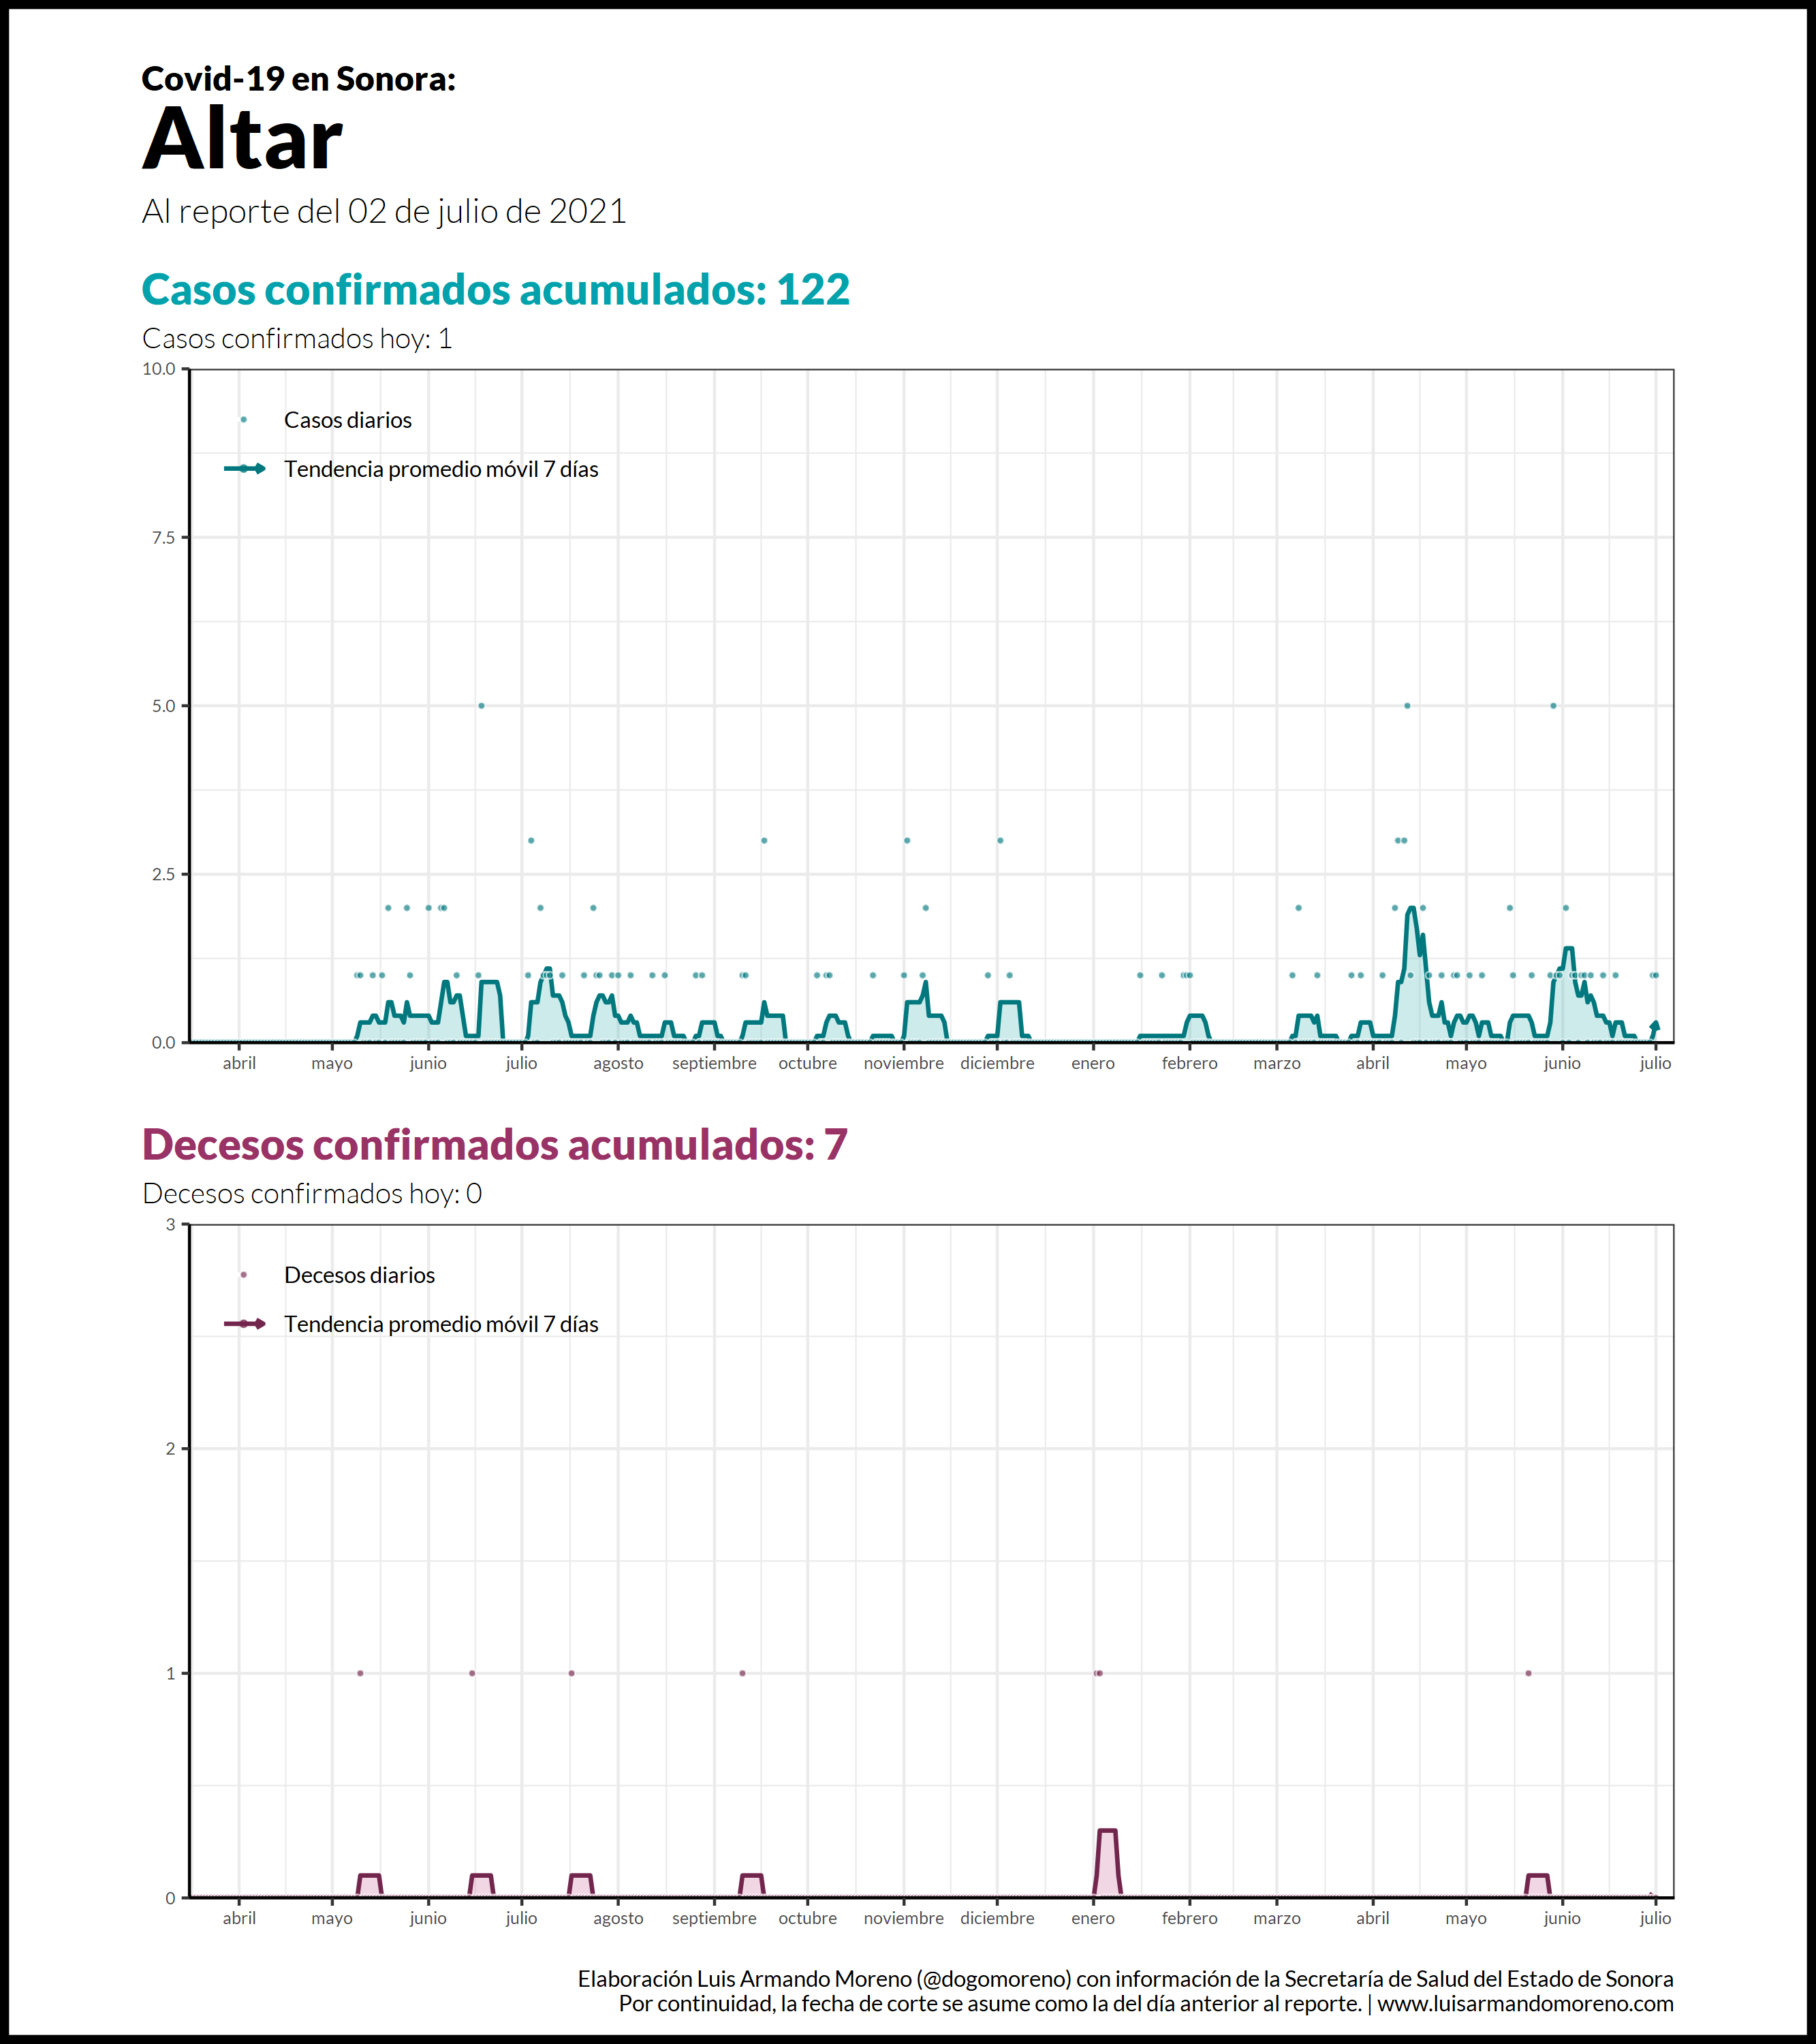 Covid-19 en Sonora:
Altar
Al reporte del 02 de julio de 2021
Casos confirmados acumulados: 122
Casos confirmados hoy: 1
10.0
7.5
5.0
2.5
0.0
Casos diarios
Tendencia promedio móvil 7 días
abril mayo junio julio agosto septiembre octubre noviembre diciembre enero febrero marzo abril mayo junio julio
Decesos confirmados acumulados: 7
Decesos confirmados hoy: 0
3
2
1
0
Decesos diarios
Tendencia promedio móvil 7 días
abril mayo junio julio agosto septiembre octubre noviembre diciembre enero febrero marzo abril mayo junio julio
Elaboración Luis Armando Moreno (@dogomoreno) con información de la Secretaría de Salud del Estado de Sonora
Por continuidad, la fecha de corte se asume como la del día anterior al reporte. | www.luisarmandomoreno.com